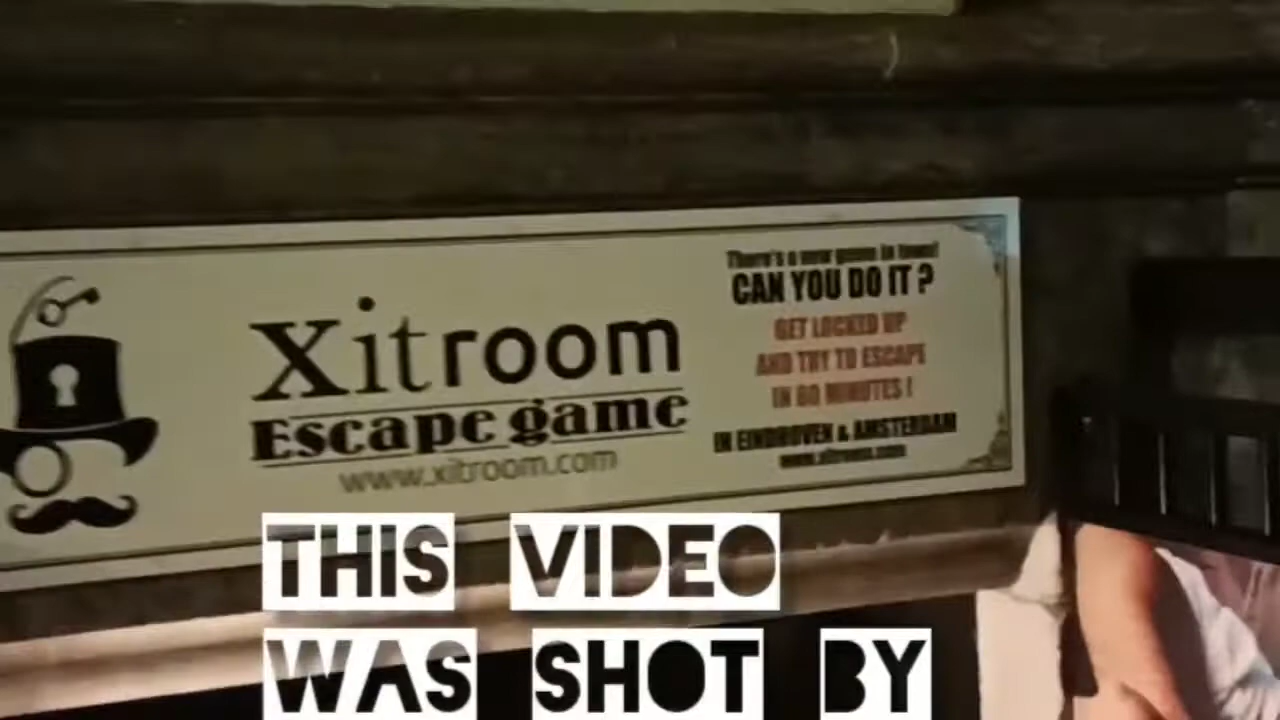 Xitroom
Escape game
www.xitroom.com
There's a new game in town!
CAN YOU DO IT ?
GET LOCKED UP
AND TRY TO ESCAPE
IN 60 MINUTES !
IN EINDHOVEN & AMSTERDAM
www.xitroom.com
THIS VIDEO
WAS SHOT BY